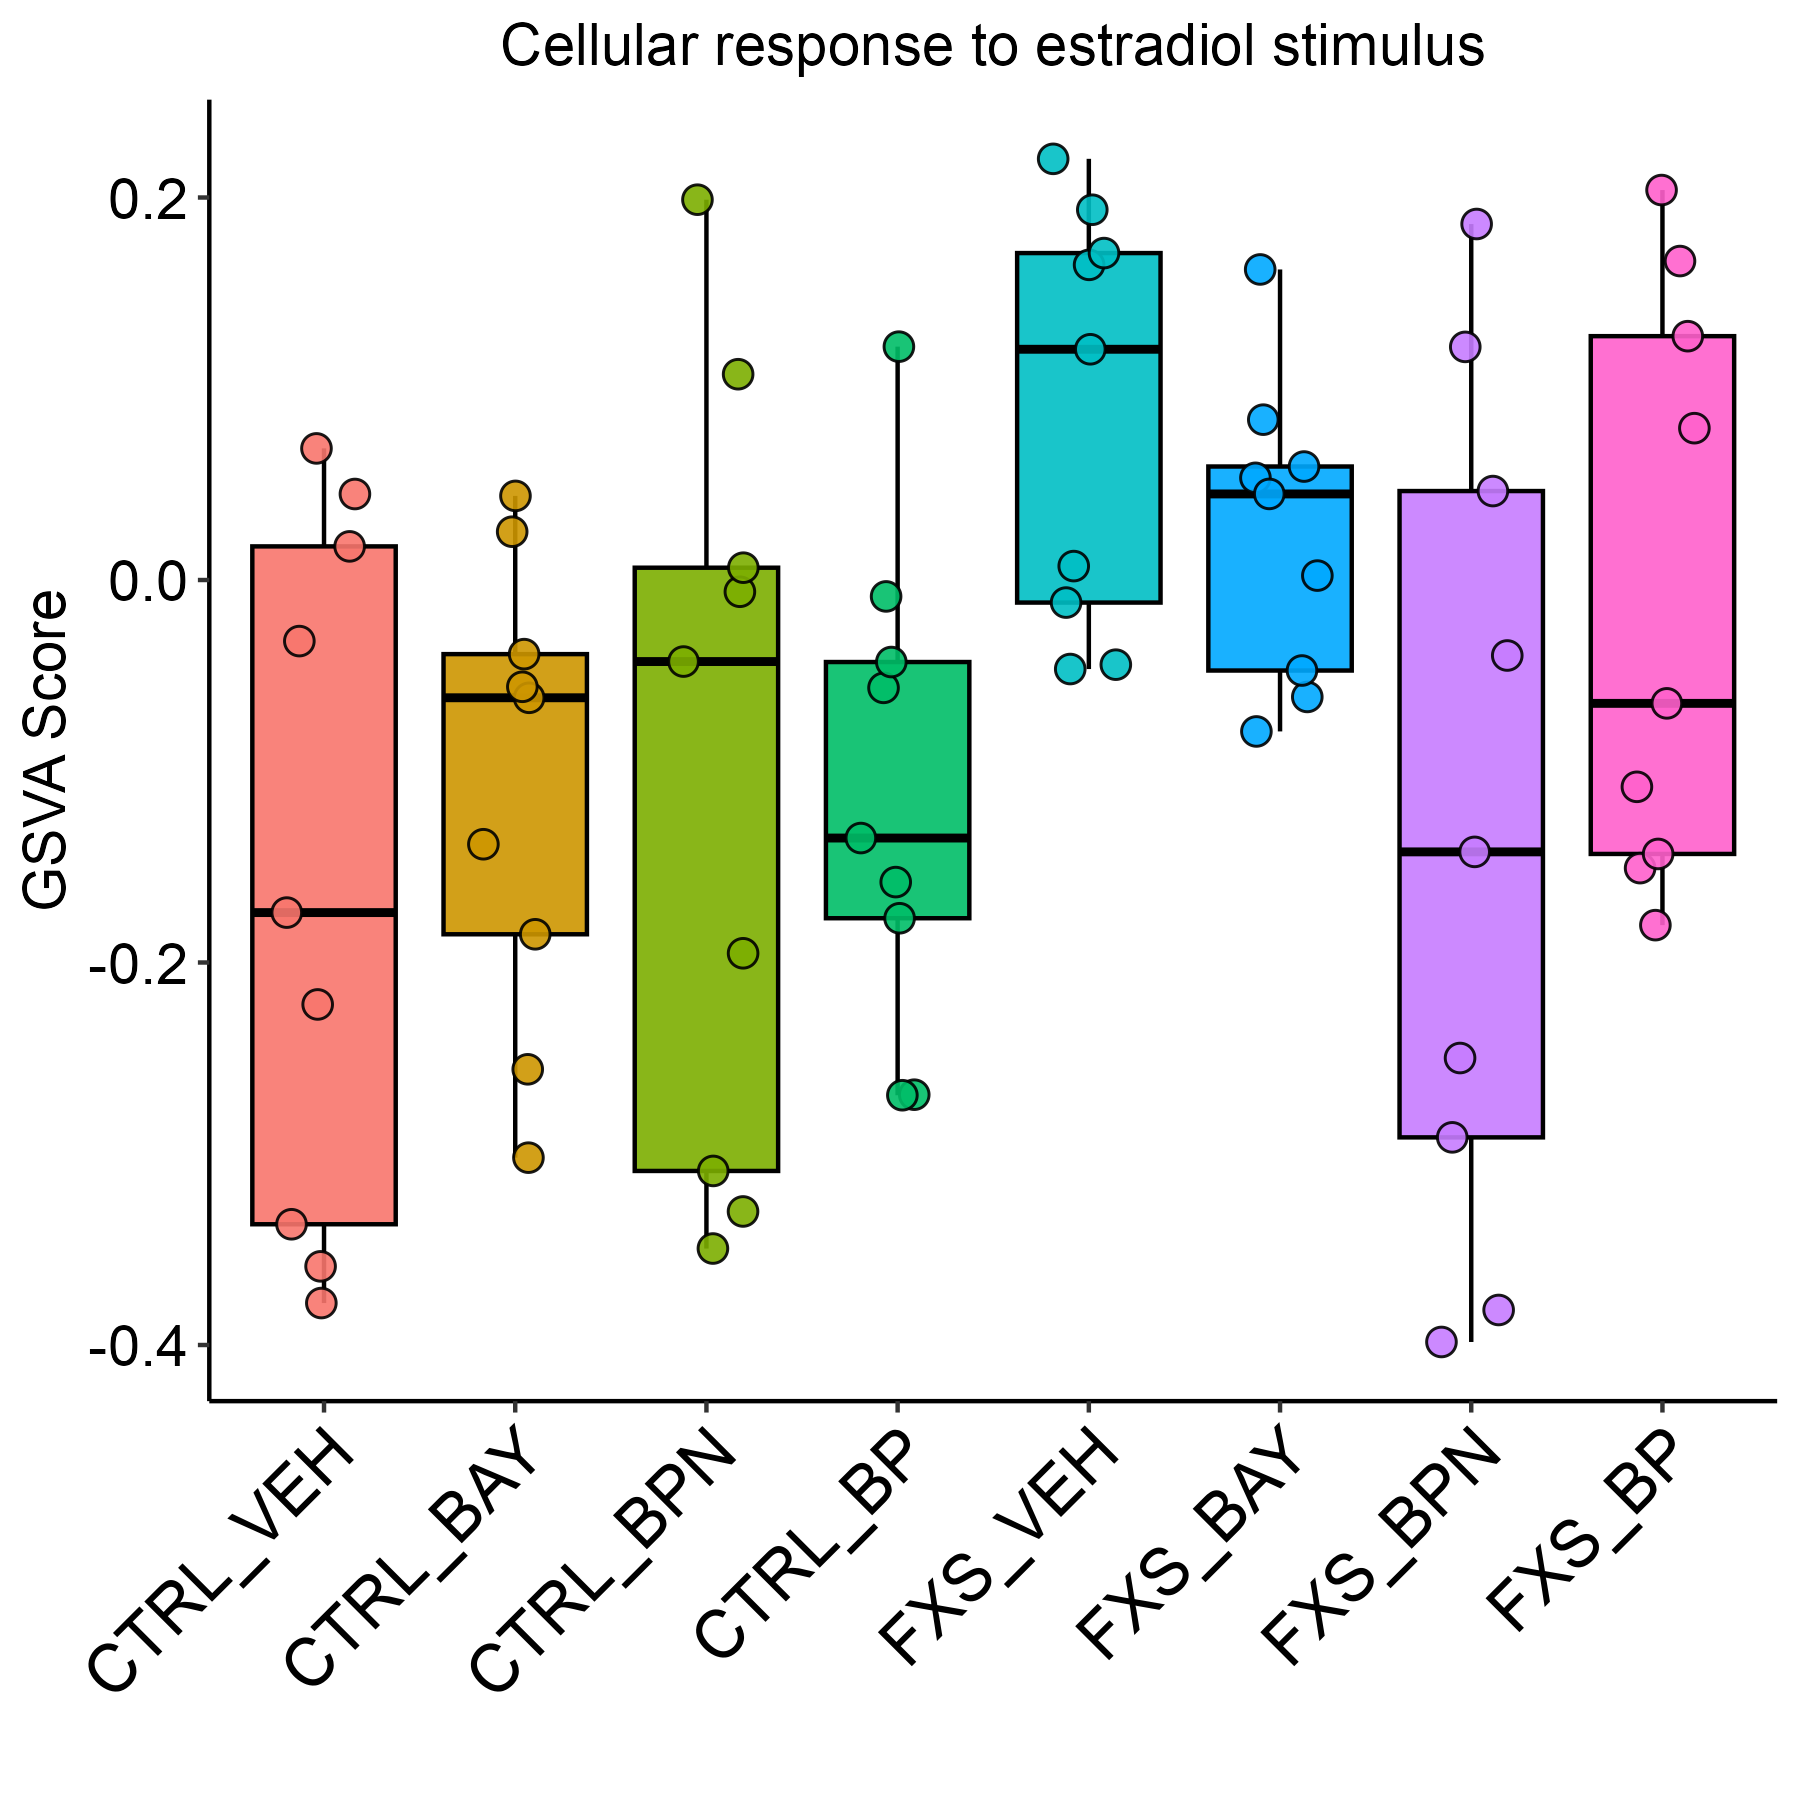 Cellular response to estradiol stimulus
GSVA Score
0.2
0.0
-0.2
-0.4
CTRL_VEH
CTRL_BAY
CTRL_BPN
CTRL_BP
FXS_VEH
FXS_BAY
FXS_BPN
FXS_BP